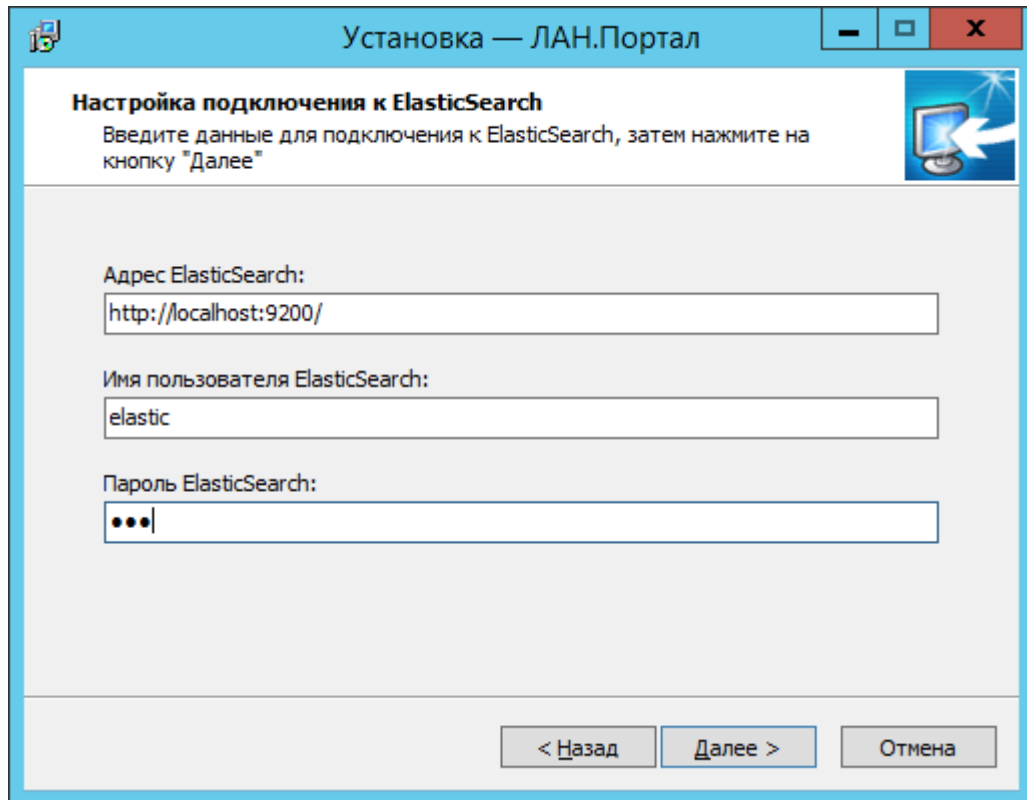 Установка — ЛАН.Портал
Настройка подключения к ElasticSearch
Введите данные для подключения к ElasticSearch, затем нажмите на
кнопку "Далее"
Адрес ElasticSearch:
http://localhost:9200/
Имя пользователя ElasticSearch:
elastic
Пароль ElasticSearch:
●●●
< Назад Далее > Отмена